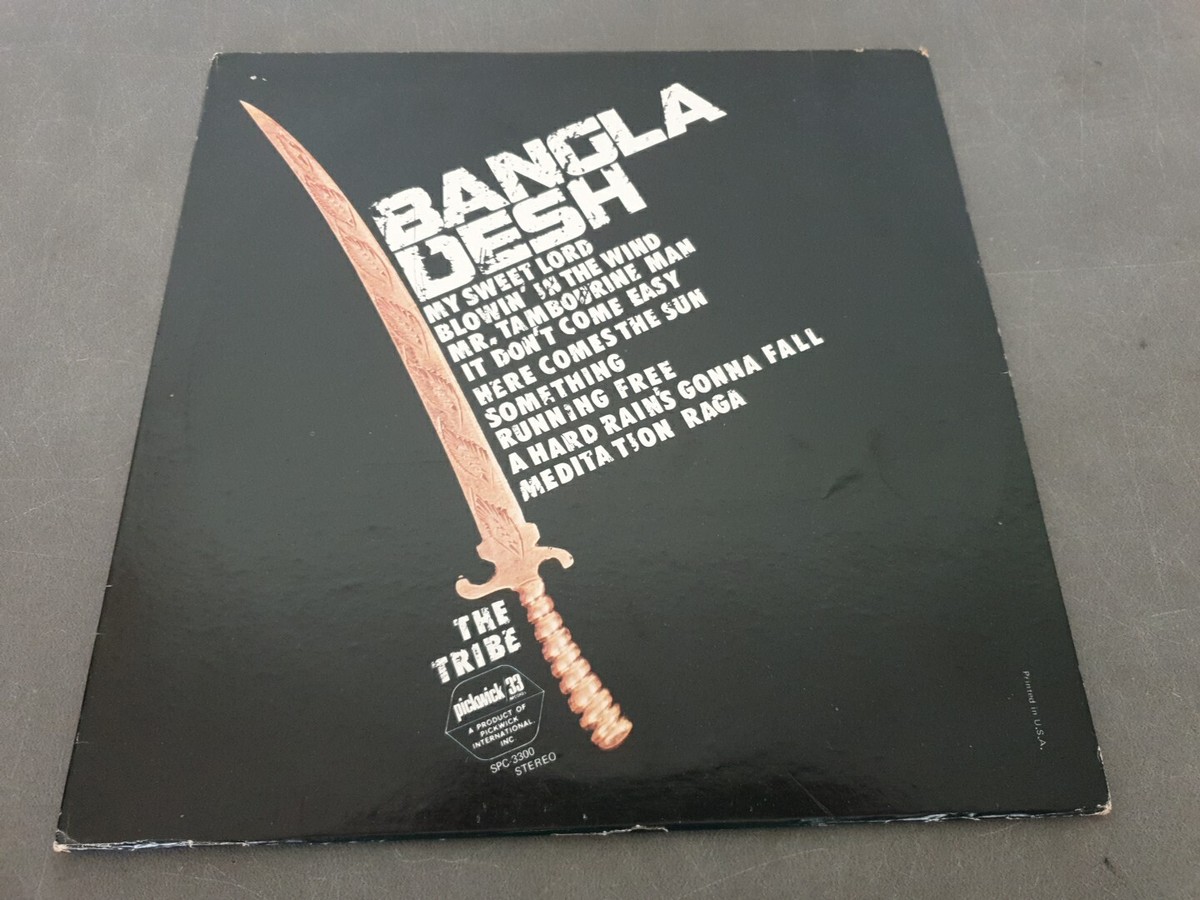 BANGLA
DESH
MY SWEET LORD
BLOWIN' IN THE WIND
MR. TAMBOURINE MAN
IT DON'T COME EASY
HERE COMES THE SUN
SOMETHING
RUNNING FREE
A HARD RAIN'S GONNA FALL
MEDITATION RAGA
THE
TRIBE
pickwick/33
A PRODUCT OF
PICKWICK
INTERNATIONAL,
INC
SPC-3300
STEREO
Printed in U.S.A.